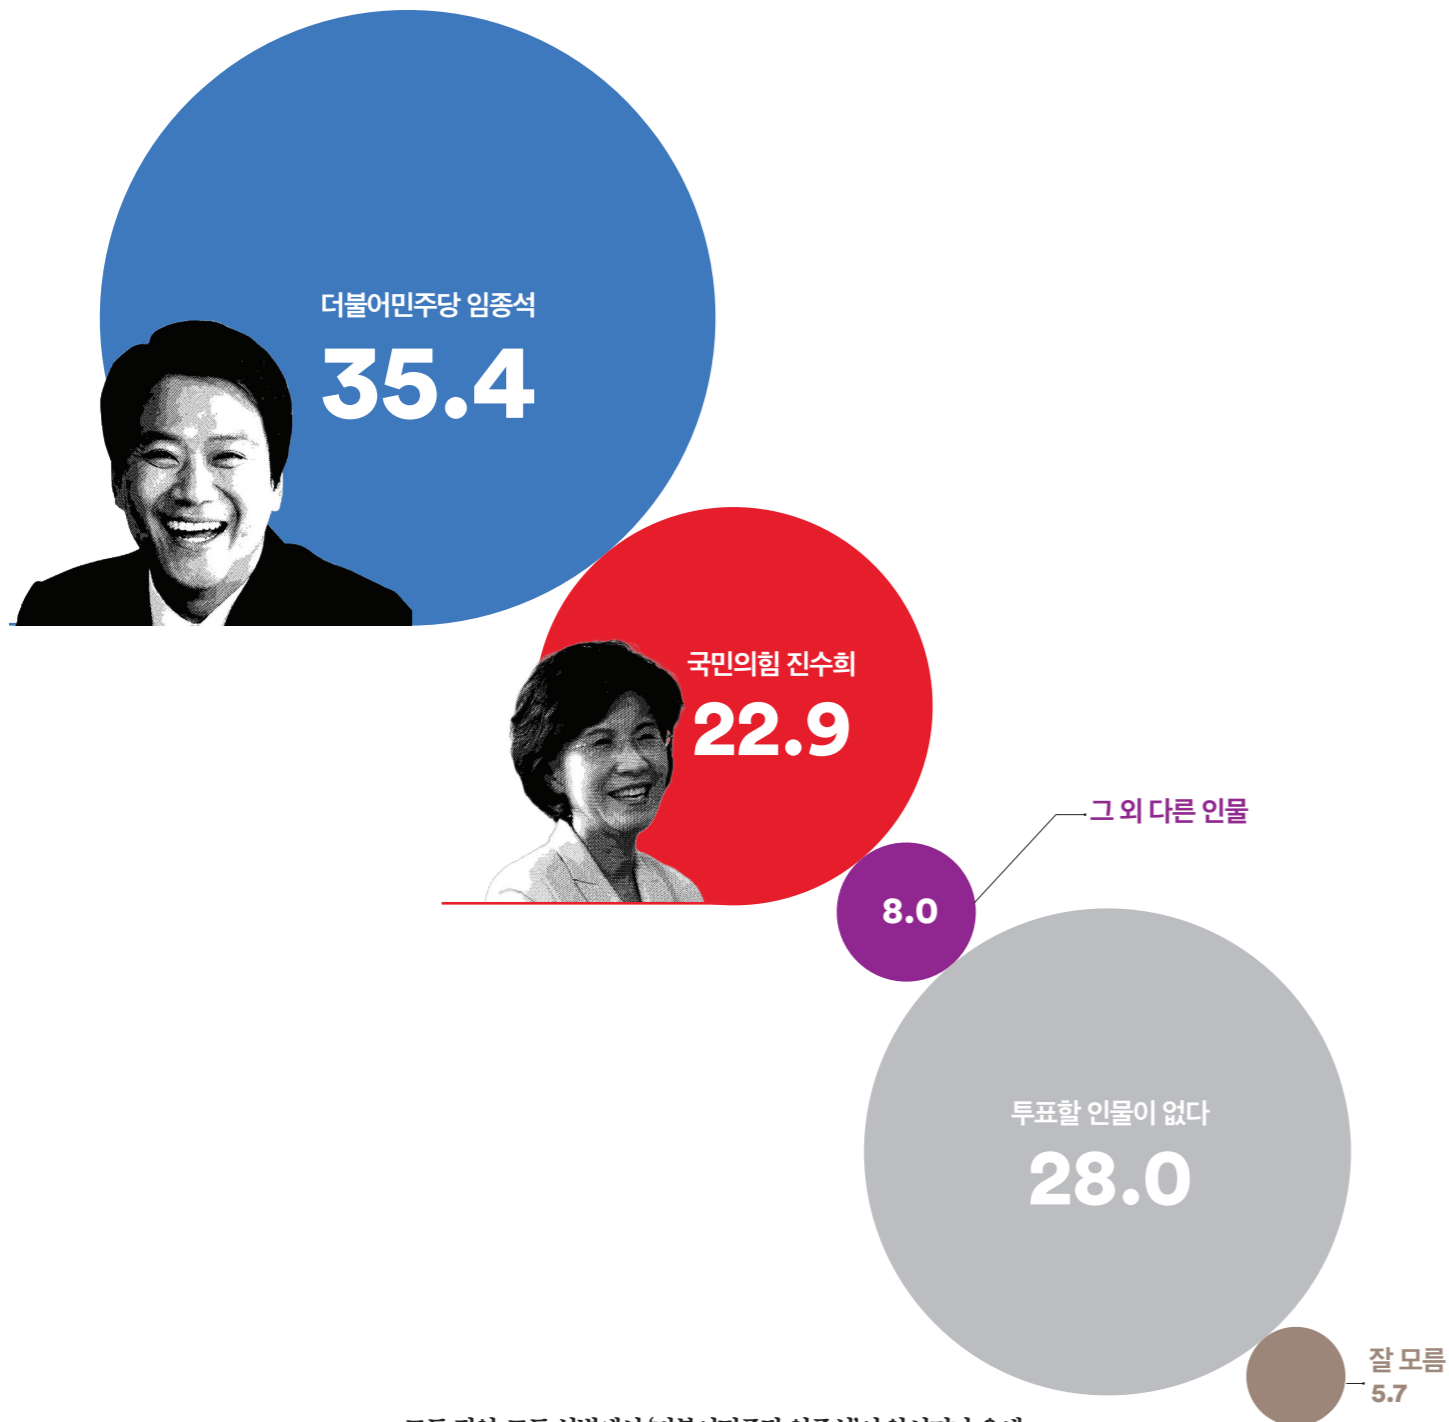 더불어민주당 임종석
35.4
국민의힘 진수희
22.9
그 외 다른 인물
8.0
투표할 인물이 없다
28.0
잘 모름
5.7